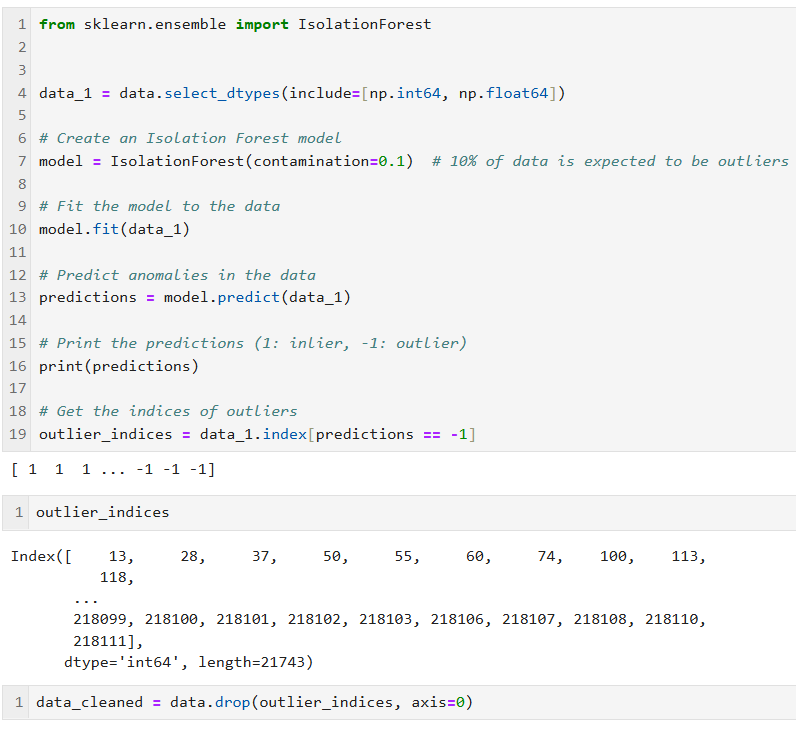 1 from sklearn.ensemble import IsolationForest
2
3
4 data_1 = data.select_dtypes(include=[np.int64, np.float64])
5
6 # Create an Isolation Forest model
7 model = IsolationForest(contamination=0.1)  # 10% of data is expected to be outliers
8
9 # Fit the model to the data
10 model.fit(data_1)
11
12 # Predict anomalies in the data
13 predictions = model.predict(data_1)
14
15 # Print the predictions (1: inlier, -1: outlier)
16 print(predictions)
17
18 # Get the indices of outliers
19 outlier_indices = data_1.index[predictions == -1]
[ 1  1  1 ... -1 -1 -1]
1 outlier_indices
Index([    13,     28,     37,     50,     55,     60,     74,    100,    113,
          118,
       ...
       218099, 218100, 218101, 218102, 218103, 218106, 218107, 218108, 218110,
       218111],
      dtype='int64', length=21743)
1 data_cleaned = data.drop(outlier_indices, axis=0)